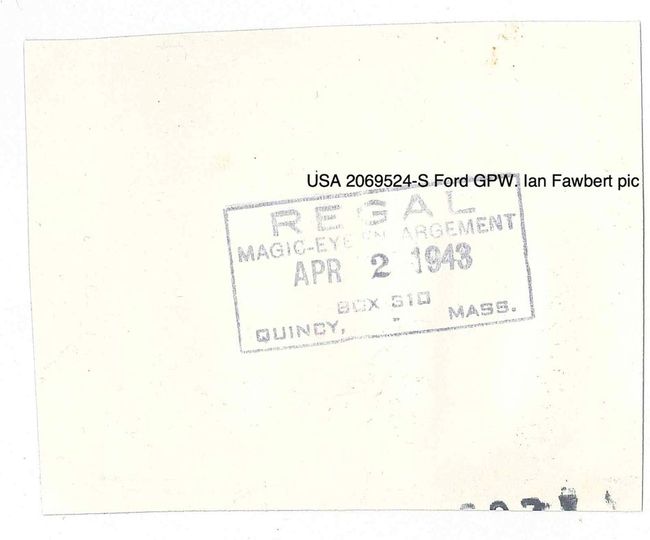 USA 2069524-S Ford GPW. Ian Fawbert pic
REGAL
MAGIC-EYE ENLARGEMENT
APR 2 1943
BOX 510
QUINCY, " MASS.